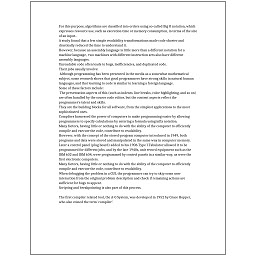 For this purpose, algorithms are classified into orders using so-called Big O notation, which
expresses resource use, such as execution time or memory consumption, in terms of the size
of an input.
A study found that a few simple readability transformations made code shorter and
drastically reduced the time to understand it.
However, because an assembly language is little more than a different notation for a
machine language, two machines with different instruction sets also have different
assembly languages.
Unreadable code often leads to bugs, inefficiencies, and duplicated code.
Their jobs usually involve:
Although programming has been presented in the media as a somewhat mathematical
subject, some research shows that good programmers have strong skills in natural human
languages, and that learning to code is similar to learning a foreign language.
Some of these factors include:
The presentation aspects of this (such as indents, line breaks, color highlighting, and so on)
are often handled by the source code editor, but the content aspects reflect the
programmer's talent and skills.
They are the building blocks for all software, from the simplest applications to the most
sophisticated ones.
Compilers harnessed the power of computers to make programming easier by allowing
programmers to specify calculations by entering a formula using infix notation.
Many factors, having little or nothing to do with the ability of the computer to efficiently
compile and execute the code, contribute to readability.
However, with the concept of the stored-program computer introduced in 1949, both
programs and data were stored and manipulated in the same way in computer memory.
Later a control panel (plug board) added to his 1906 Type I Tabulator allowed it to be
programmed for different jobs, and by the late 1940s, unit record equipment such as the
IBM 602 and IBM 604, were programmed by control panels in a similar way, as were the
first electronic computers.
Many factors, having little or nothing to do with the ability of the computer to efficiently
compile and execute the code, contribute to readability.
When debugging the problem in a GUI, the programmer can try to skip some user
interaction from the original problem description and check if remaining actions are
sufficient for bugs to appear.
Scripting and breakpointing is also part of this process.
The first compiler related tool, the A-0 System, was developed in 1952 by Grace Hopper,
who also coined the term 'compiler'.